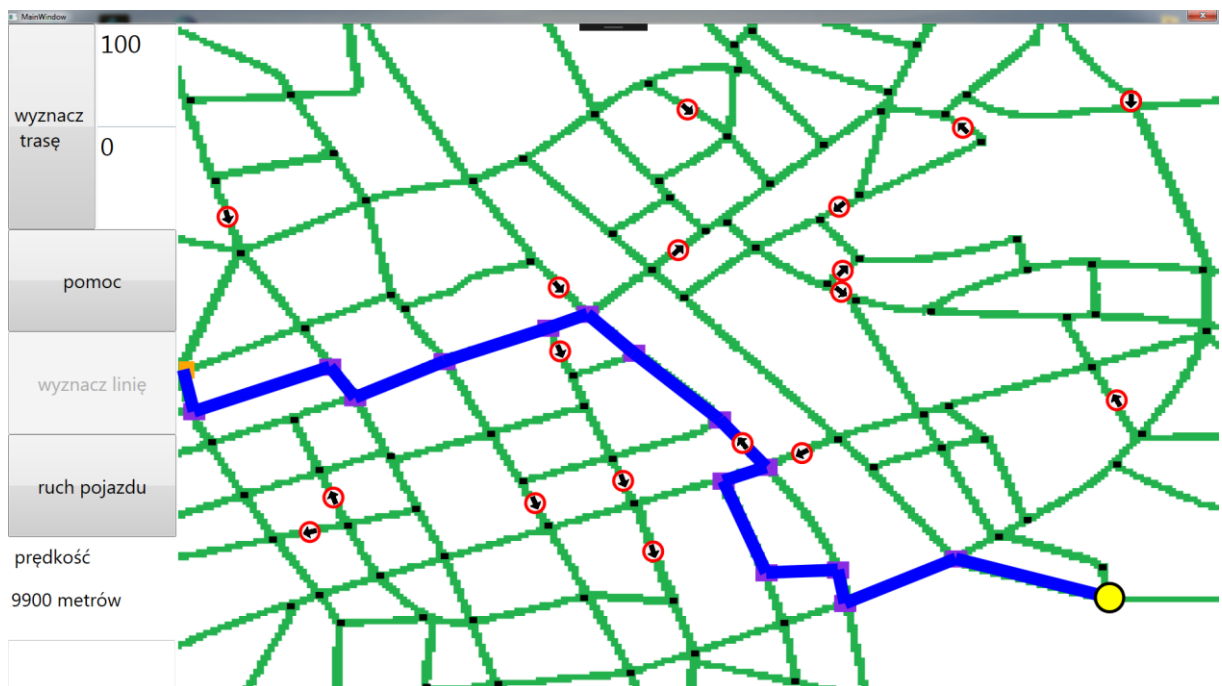 MainWindow
wyznacz
trasę
100
0
pomoc
wyznacz linię
ruch pojazdu
prędkość
9900 metrów